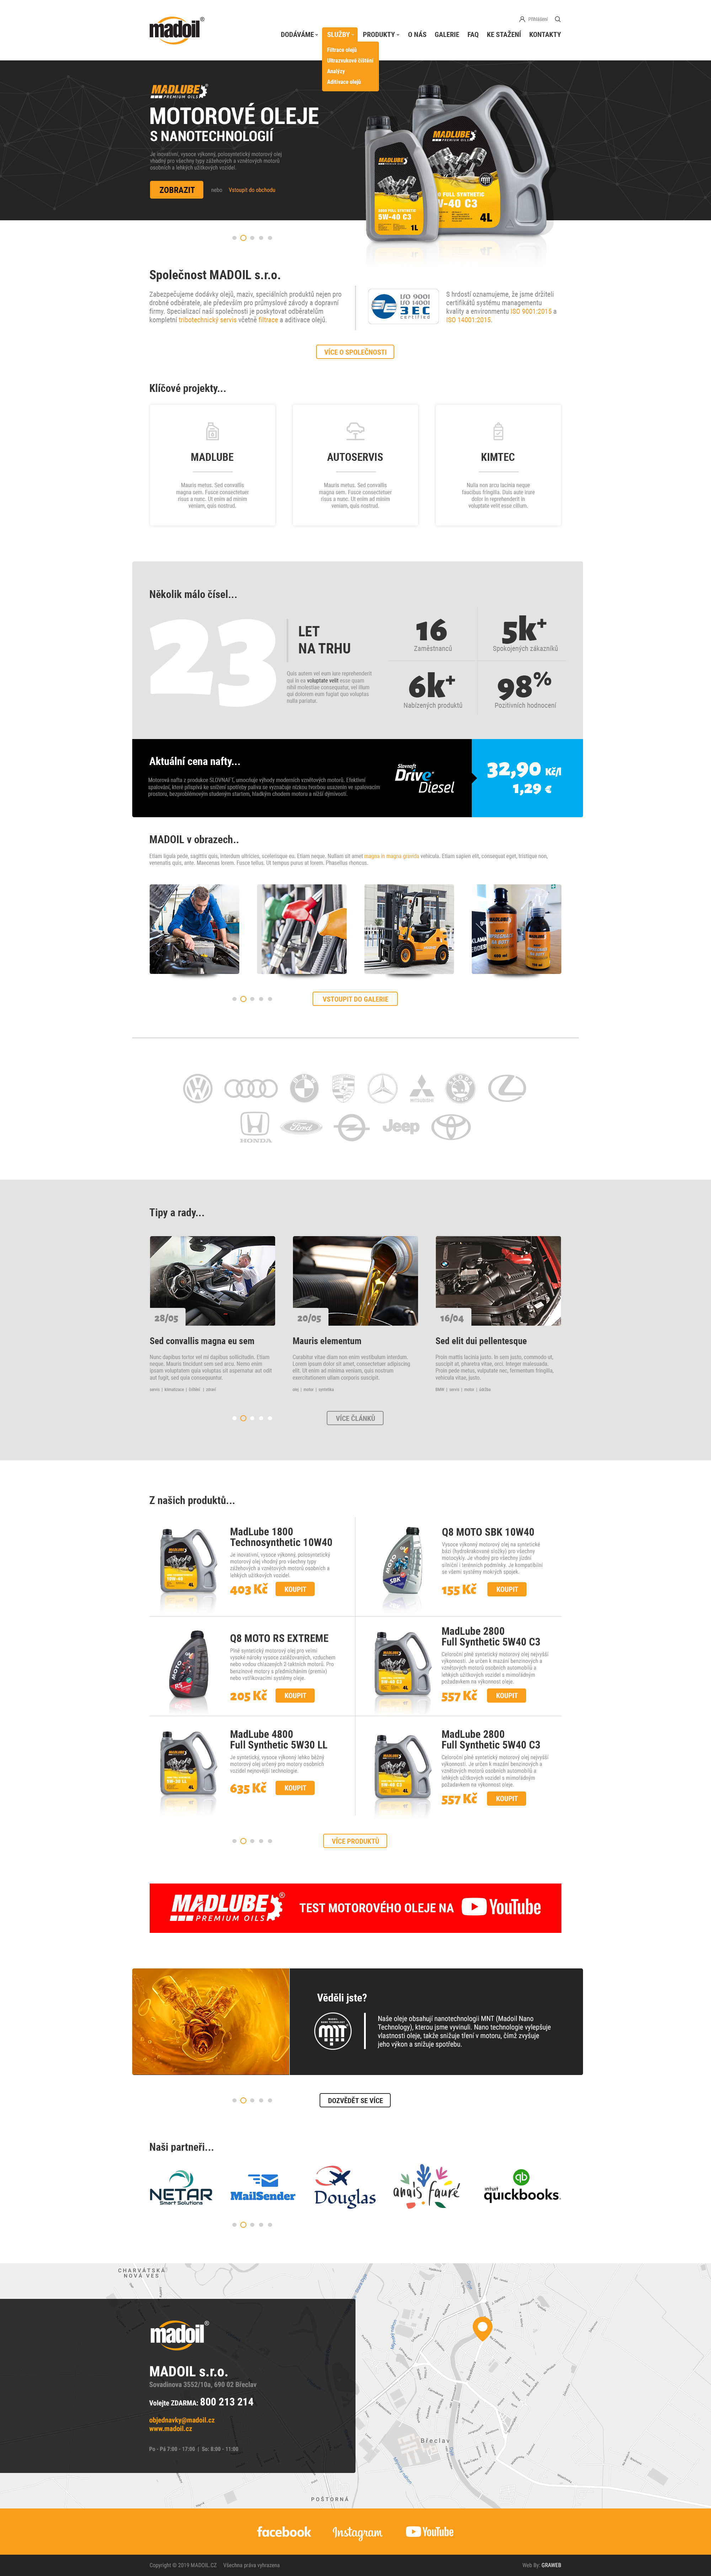 madoil®
Přihlášení
DODÁVÁME
SLUŽBY
PRODUKTY
O NÁS
GALERIE
FAQ
KE STAŽENÍ
KONTAKTY
Filtrace olejů
Ultrazvukové čištění
Analýzy
Aditivace olejů
MADLUBE
PREMIUM OILS
MOTOROVÉ OLEJE
S NANOTECHNOLOGIÍ
Je inovativní, vysoce výkonný, polosyntetický motorový olej
vhodný pro všechny typy zážehových a vznětových motorů
osobních a lehkých užitkových vozidel.
ZOBRAZIT
nebo
Vstoupit do obchodu
MADLUBE
5W-40 C3
1L
MADLUBE
FULL SYNTHETIC
W-40 C3
4L
Společnost MADOIL s.r.o.
Zabezpečujeme dodávky olejů, maziv, speciálních produktů nejen pro
drobné odběratele, ale především pro průmyslové závody a dopravní
firmy. Specializací naší společnosti je poskytovat odběratelům
kompletní tribotechnický servis včetně filtrace a aditivace olejů.
ISO 9001
ISO 14001
3EC
certified
S hrdostí oznamujeme, že jsme držiteli
certifikátů systému managementu
kvality a environmentu ISO 9001:2015 a
ISO 14001:2015.
VÍCE O SPOLEČNOSTI
Klíčové projekty...
MADLUBE
Mauris metus. Sed convallis
magna sem. Fusce consectetuer
risus a nunc. Ut enim ad minim
veniam, quis nostrud.
AUTOSERVIS
Mauris metus. Sed convallis
magna sem. Fusce consectetuer
risus a nunc. Ut enim ad minim
veniam, quis nostrud.
KIMTEC
Nulla non arcu lacinia neque
faucibus fringilla. Duis aute irure
dolor in reprehenderit in
voluptate velit esse cillum.
Několik málo čísel...
23
LET
NA TRHU
Quis autem vel eum iure reprehenderit
qui in ea voluptate velit esse quam
nihil molestiae consequatur, vel illum
qui dolorem eum fugiat quo voluptas
nulla pariatur.
16
Zaměstnanců
5k+
Spokojených zákazníků
6k+
Nabízených produktů
98%
Pozitivních hodnocení
Aktuální cena nafty...
Motorová nafta z produkce SLOVNAFT, umocňuje výhody moderních vznětových motorů. Efektivní
spalování, které přispívá ke snížení spotřeby paliva se vyznačuje nízkou tvorbou usazenin ve spalovacím
prostoru, bezproblémovým studeným startem, hladkým chodem motoru a nižší dýmivostí.
Slovnaft
Drive
Diesel
32,90 Kč/l
1,29 €
MADOIL v obrazech..
Etiam ligula pede, sagittis quis, interdum ultricies, scelerisque eu. Etiam neque. Nullam sit amet magna in magna gravida vehicula. Etiam sapien elit, consequat eget, tristique non,
venenatis quis, ante. Maecenas lorem. Fusce tellus. Ut tempus purus at lorem. Phasellus rhoncus.
MADLUBE
MADLUBE
VSTOUPIT DO GALERIE
HONDA
Ford
Jeep
Tipy a rady...
28/05
Sed convallis magna eu sem
Nunc dapibus tortor vel mi dapibus sollicitudin. Etiam
neque. Mauris tincidunt sem sed arcu. Nemo enim
ipsam voluptatem quia voluptas sit aspernatur aut odit
aut fugit, sed quia consequuntur.
servis | klimatizace | čištění | zdraví
20/05
Mauris elementum
Curabitur vitae diam non enim vestibulum interdum.
Lorem ipsum dolor sit amet, consectetuer adipiscing
elit. Ut enim ad minim veniam, quis nostrud
exercitationem ullam corporis suscipit.
olej | motor | syntetika
16/04
Sed elit dui pellentesque
Proin mattis lacinia justo. In sem justo, commodo ut,
suscipit at, pharetra vitae, orci. Integer malesuada.
Proin pede metus, vulputate nec, fermentum fringilla,
vehicula vitae, justo.
BMW | servis | motor | údržba
VÍCE ČLÁNKŮ
Z našich produktů...
MadLube 1800
Technosynthetic 10W40
Je inovativní, vysoce výkonný, polosyntetický
motorový olej vhodný pro všechny typy
zážehových a vznětových motorů osobních a
lehkých užitkových vozidel.
403 Kč
KOUPIT
Q8 MOTO SBK 10W40
Vysoce výkonný motorový olej na syntetické
bázi (hydrokrakované složky) pro všechny
motocykly. Je vhodný pro všechny jízdní
silniční i terénní podmínky. Je kompatibilní
se všemi systémy mokrých spojek.
155 Kč
KOUPIT
Q8 MOTO RS EXTREME
Plně syntetický motorový olej pro velmi
vysoké nároky vysoce zatěžovaných, vzduchem
nebo vodou chlazených 2-taktních motorů. Pro
benzinové motory s předmícháním (premix)
nebo vstřikovacím systémy oleje.
205 Kč
KOUPIT
MadLube 2800
Full Synthetic 5W40 C3
Celoroční plně syntetický motorový olej nejvyšší
výkonnosti. Je určen k mazání benzinových a
vznětových motorů osobních automobilů a
lehkých užitkových vozidel s mimořádným
požadavkem na výkonnost oleje.
557 Kč
KOUPIT
MadLube 4800
Full Synthetic 5W30 LL
Je syntetický, vysoce výkonný lehko běžný
motorový olej určený pro motory osobních
vozidel nejnovější technologie.
635 Kč
KOUPIT
MadLube 2800
Full Synthetic 5W40 C3
Celoroční plně syntetický motorový olej nejvyšší
výkonnosti. Je určen k mazání benzinových a
vznětových motorů osobních automobilů a
lehkých užitkových vozidel s mimořádným
požadavkem na výkonnost oleje.
557 Kč
KOUPIT
VÍCE PRODUKTŮ
MADLUBE®
PREMIUM OILS
TEST MOTOROVÉHO OLEJE NA YouTube
Věděli jste?
MNT
Naše oleje obsahují nanotechnologii MNT (Madoil Nano
Technology), kterou jsme vyvinuli. Nano technologie vylepšuje
vlastnosti oleje, takže snižuje tření v motoru, čímž zvyšuje
jeho výkon a snižuje spotřebu.
DOZVĚDĚT SE VÍCE
Naši partneři...
NETAR
Smart Solutions
MailSender
Douglas
anaïs fauré
intuit
qb
quickbooks.
CHARVÁTSKÁ
NOVÁ VES
madoil®
MADOIL s.r.o.
Sovadinova 3552/10a, 690 02 Břeclav
Volejte ZDARMA: 800 213 214
objednavky@madoil.cz
www.madoil.cz
Po - Pá 7:00 - 17:00 | So: 8:00 - 11:00
Břeclav
POŠTORNÁ
facebook
Instagram
YouTube
Copyright © 2019 MADOIL.CZ
Všechna práva vyhrazena
Web By: GRAWEB